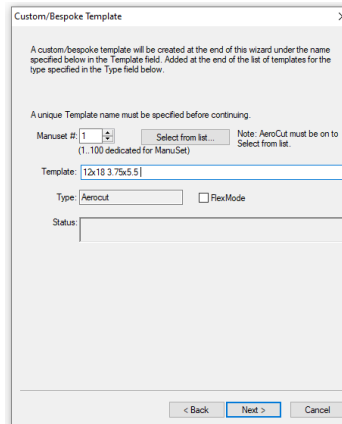 Custom/Bespoke Template
A custom/bespoke template will be created at the end of this wizard under the name
specified below in the Template field. Added at the end of the list of templates for the
type specified in the Type field below.
A unique Template name must be specified before continuing.
Manuset #: 1 Select from list... Note: AeroCut must be on to
Select from list.
(1..100 dedicated for ManuSet)
Template: 12x18 3.75x5.5
Type: Aerocut FlexMode
Status:
< Back Next > Cancel